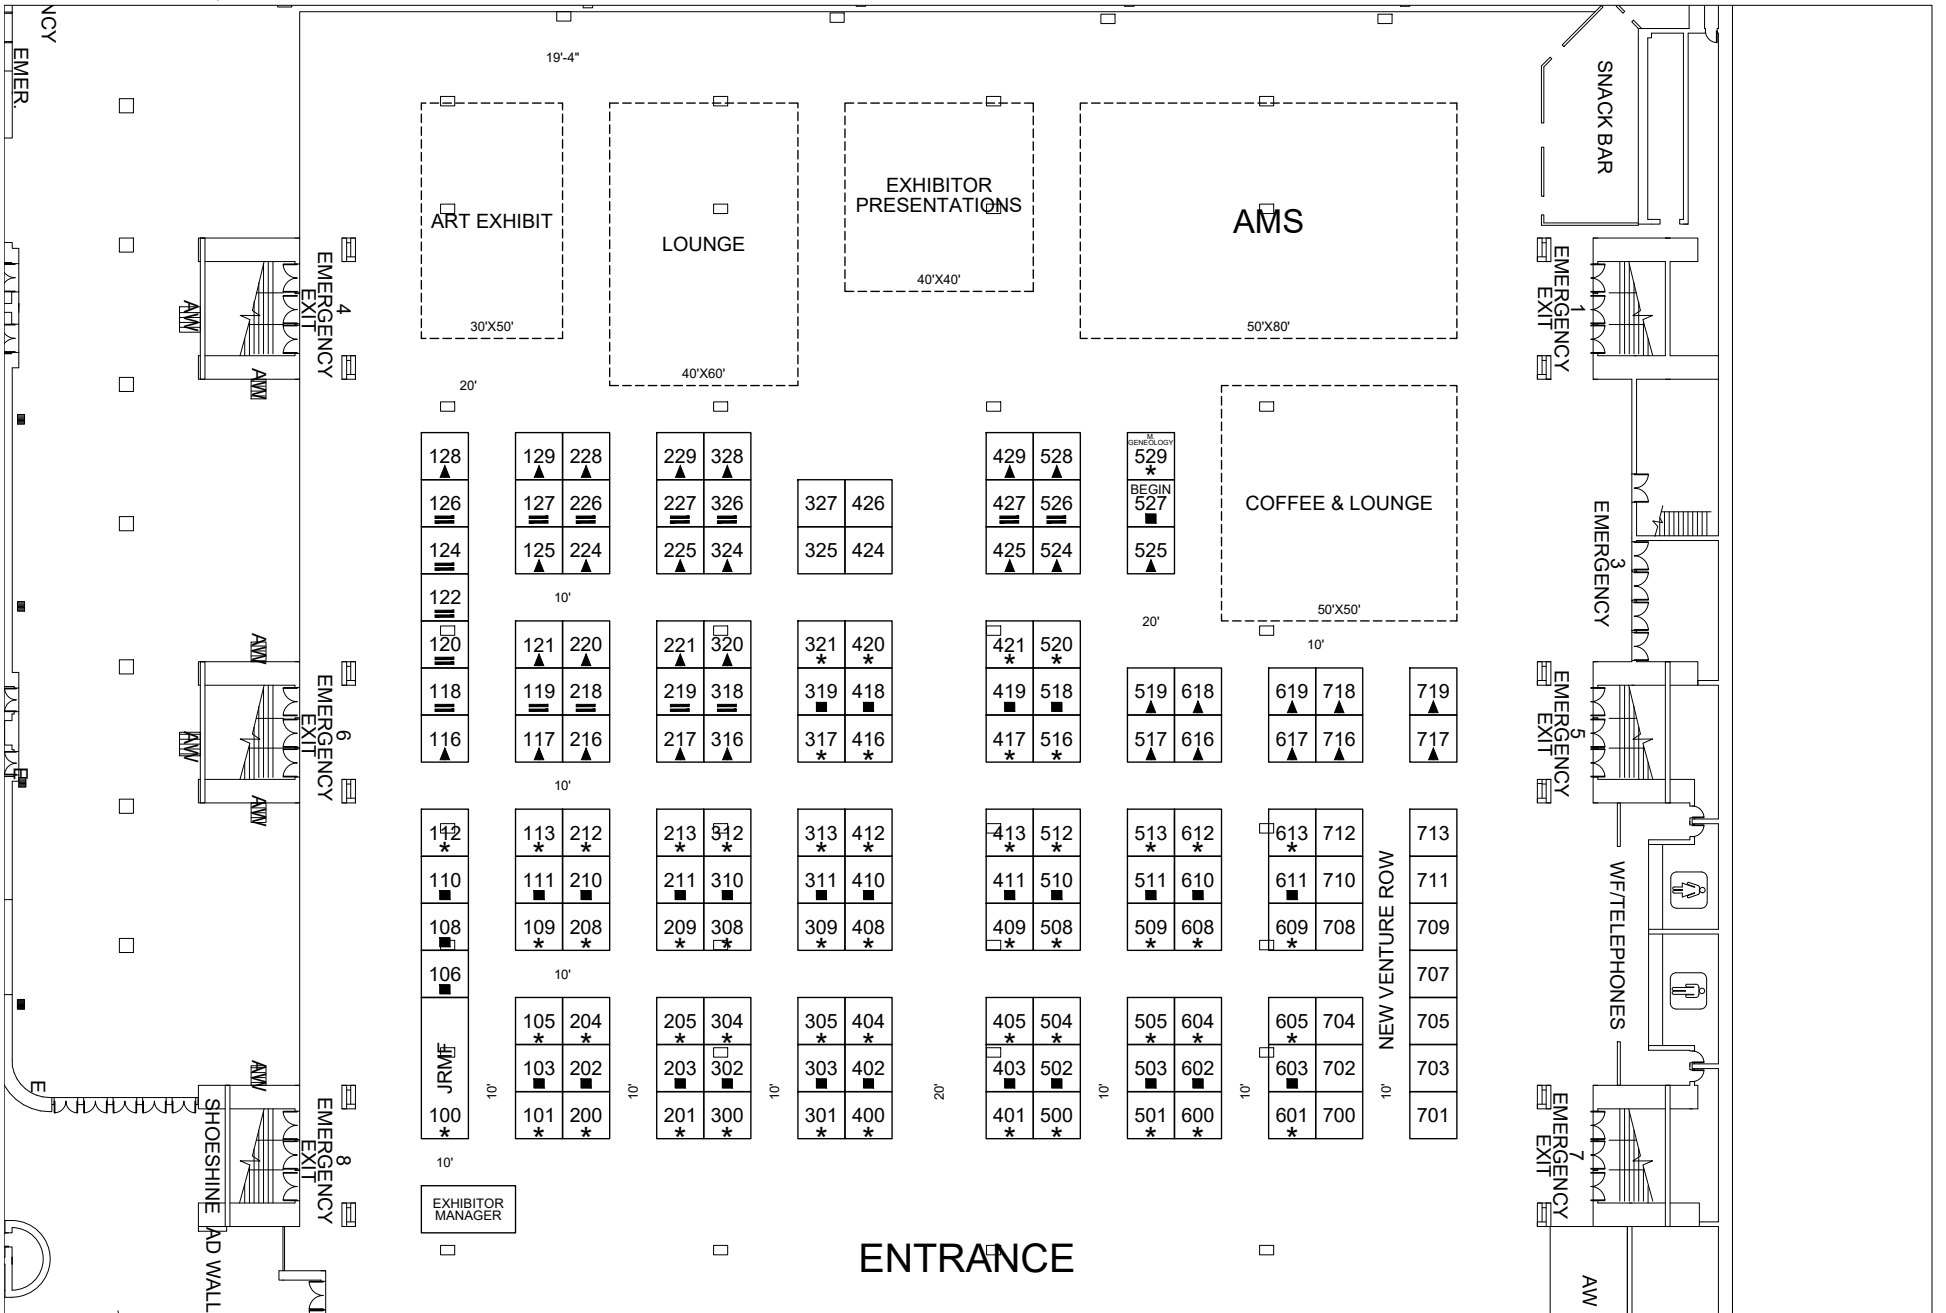 NCY
EMER.
19'-4"
SNACK BAR
ART EXHIBIT
30'X50'
LOUNGE
40'X60'
EXHIBITOR
PRESENTATIONS
40'X40'
AMS
50'X80'
4
EMERGENCY
EXIT
1
EMERGENCY
EXIT
AW
AW
20'
COFFEE & LOUNGE
50'X50'
128 129 228 229 328 429 528
M.
GENEOLOGY
529 *
126 127 226 227 326 327 426 427 526
BEGIN
527
124 125 224 225 324 325 424 425 524 525
122
10'
20'
10'
3
EMERGENCY
120 121 220 221 320 321 * 420 * 421 * 520 *
118 119 218 219 318 319 418 419 518 519 618 619 718 719
116 117 216 217 316 317 * 416 * 417 * 516 * 517 616 617 716 717
AW
AW
AW
6
EMERGENCY
EXIT
5
EMERGENCY
EXIT
E
10'
112 * 113 * 212 * 213 * 312 * 313 * 412 * 413 * 512 * 513 * 612 * 613 * 712 713
110 111 210 211 310 311 410 411 510 511 610 611 710 711
108 109 * 208 * 209 * 308 * 309 * 408 * 409 * 508 * 509 * 608 * 609 * 708 709
106 707
10'
NEW VENTURE ROW
WF/TELEPHONES
105 * 204 * 205 * 304 * 305 * 404 * 405 * 504 * 505 * 604 * 605 * 704 705
JRMF
103 202 203 302 303 402 403 502 503 602 603 702 703
10' 10' 10' 20' 10' 10' 10'
100 * 101 * 200 * 201 * 300 * 301 * 400 * 401 * 500 * 501 * 600 * 601 * 700 701
10'
E
AW
SHOESHINE
AD WALL
8
EMERGENCY
EXIT
7
EMERGENCY
EXIT
EXHIBITOR
MANAGER
ENTRANCE
AW